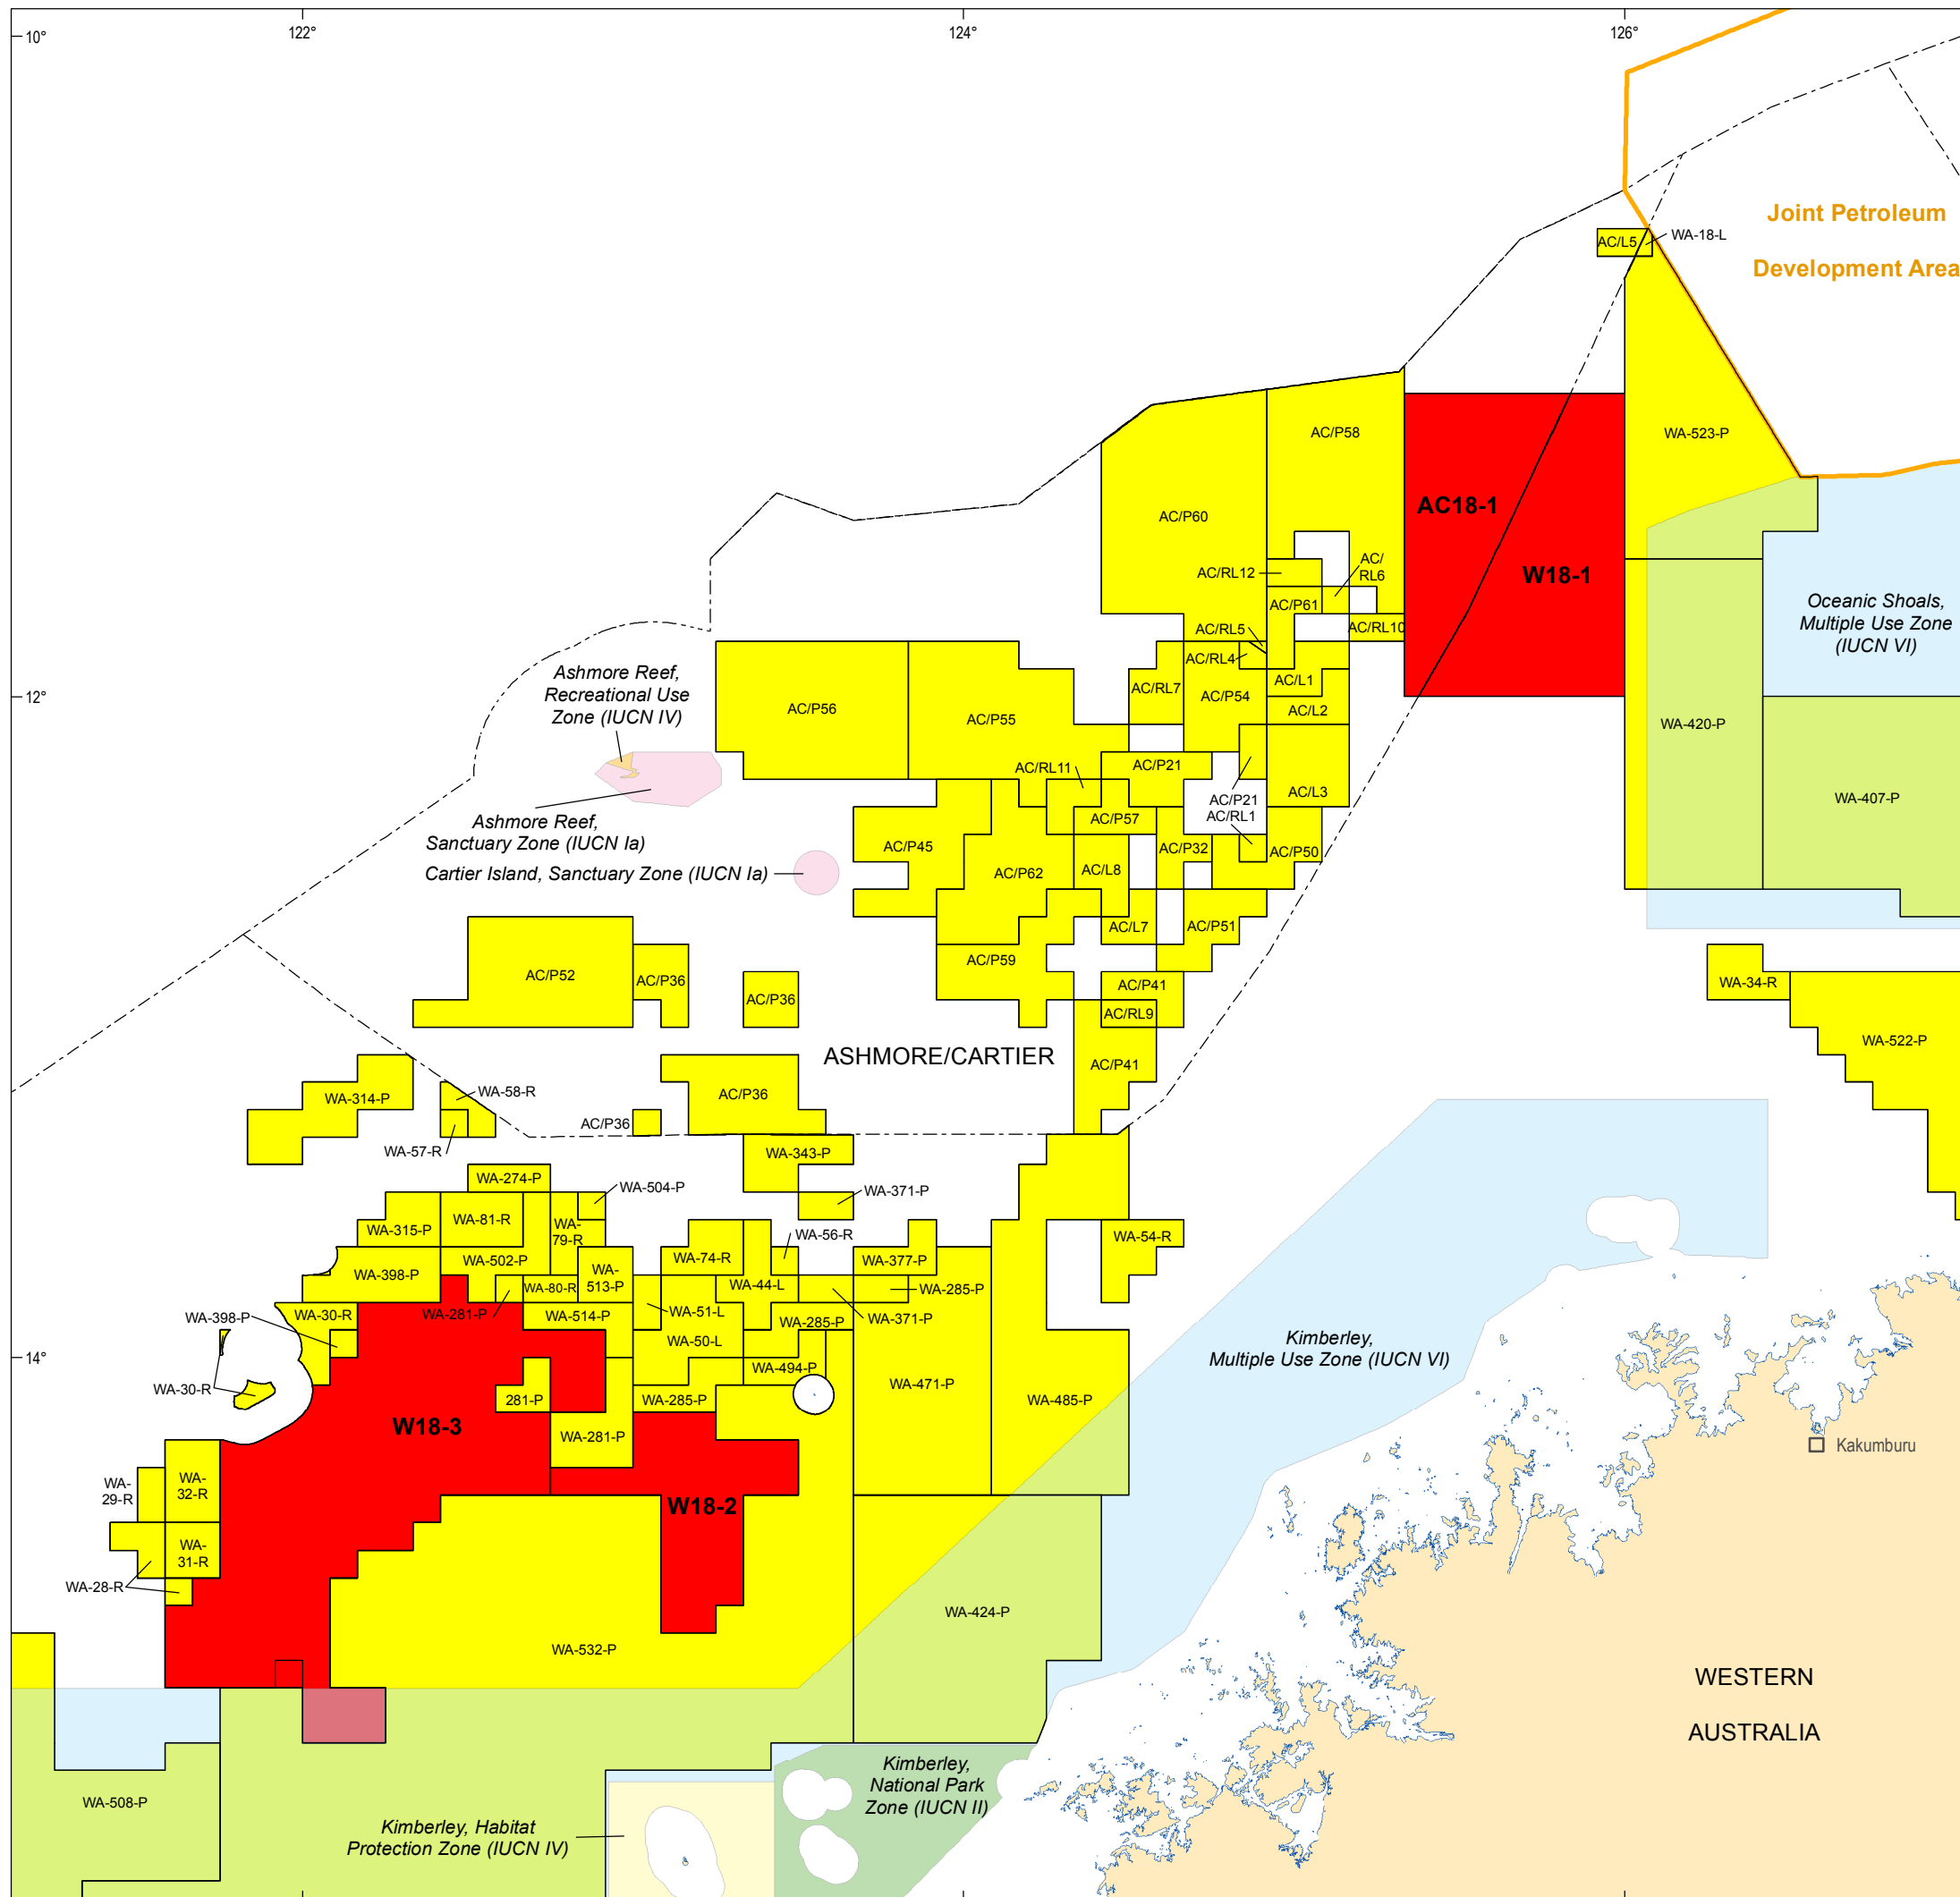 122°
124°
126°
10°
Joint Petroleum
Development Area
AC/L5
WA-18-L
AC/P58
WA-523-P
AC18-1
AC/P60
W18-1
AC/RL12
AC/
RL6
AC/P61
AC/RL10
AC/RL5
AC/RL4
Oceanic Shoals,
Multiple Use Zone
(IUCN VI)
Ashmore Reef,
Recreational Use
Zone (IUCN IV)
12°
AC/P56
AC/P55
AC/RL7
AC/P54
AC/L1
AC/L2
WA-420-P
AC/RL11
AC/P21
AC/L3
AC/P21
AC/RL1
WA-407-P
Ashmore Reef,
Sanctuary Zone (IUCN Ia)
Cartier Island, Sanctuary Zone (IUCN Ia)
AC/P57
AC/P45
AC/P32
AC/P50
AC/P62
AC/L8
AC/L7
AC/P51
AC/P59
AC/P52
AC/P36
AC/P36
AC/P41
AC/RL9
WA-34-R
WA-522-P
ASHMORE/CARTIER
AC/P41
WA-314-P
WA-58-R
AC/P36
AC/P36
WA-57-R
WA-343-P
WA-274-P
WA-504-P
WA-371-P
WA-315-P
WA-81-R
WA-
79-R
WA-56-R
WA-54-R
WA-502-P
WA-74-R
WA-377-P
WA-398-P
WA-80-R
WA-
513-P
WA-44-L
WA-285-P
WA-398-P
WA-30-R
WA-281-P
WA-514-P
WA-51-L
WA-285-P
WA-371-P
WA-50-L
14°
WA-494-P
WA-30-R
281-P
WA-285-P
WA-471-P
WA-485-P
Kimberley,
Multiple Use Zone (IUCN VI)
W18-3
WA-281-P
Kakumburu
WA-
29-R
WA-
32-R
W18-2
WA-
31-R
WA-28-R
WA-424-P
WA-532-P
WESTERN
AUSTRALIA
Kimberley,
National Park
Zone (IUCN II)
WA-508-P
Kimberley, Habitat
Protection Zone (IUCN IV)